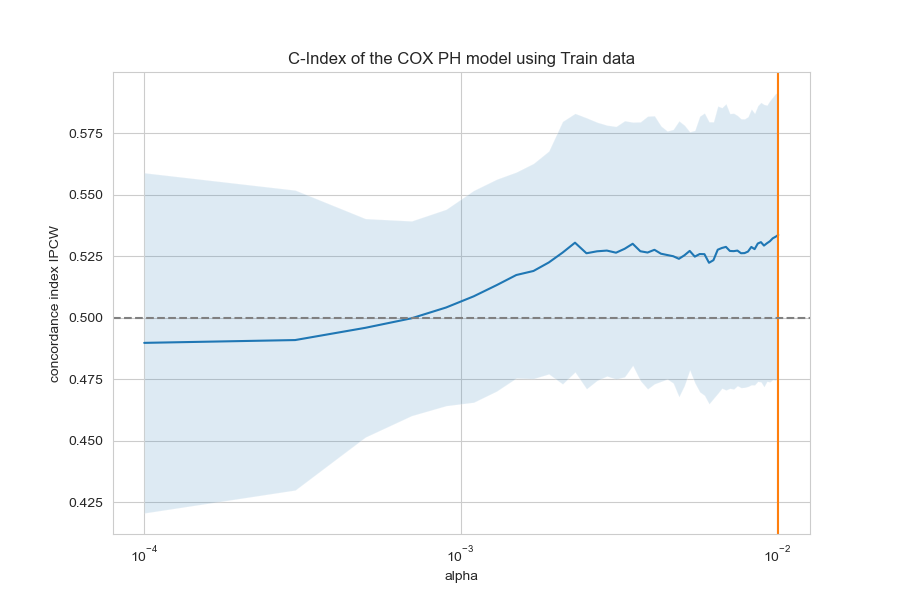 C-Index of the COX PH model using Train data
concordance index IPCW
0.575
0.550
0.525
0.500
0.475
0.450
0.425
10⁻⁴ 10⁻³ 10⁻²
alpha